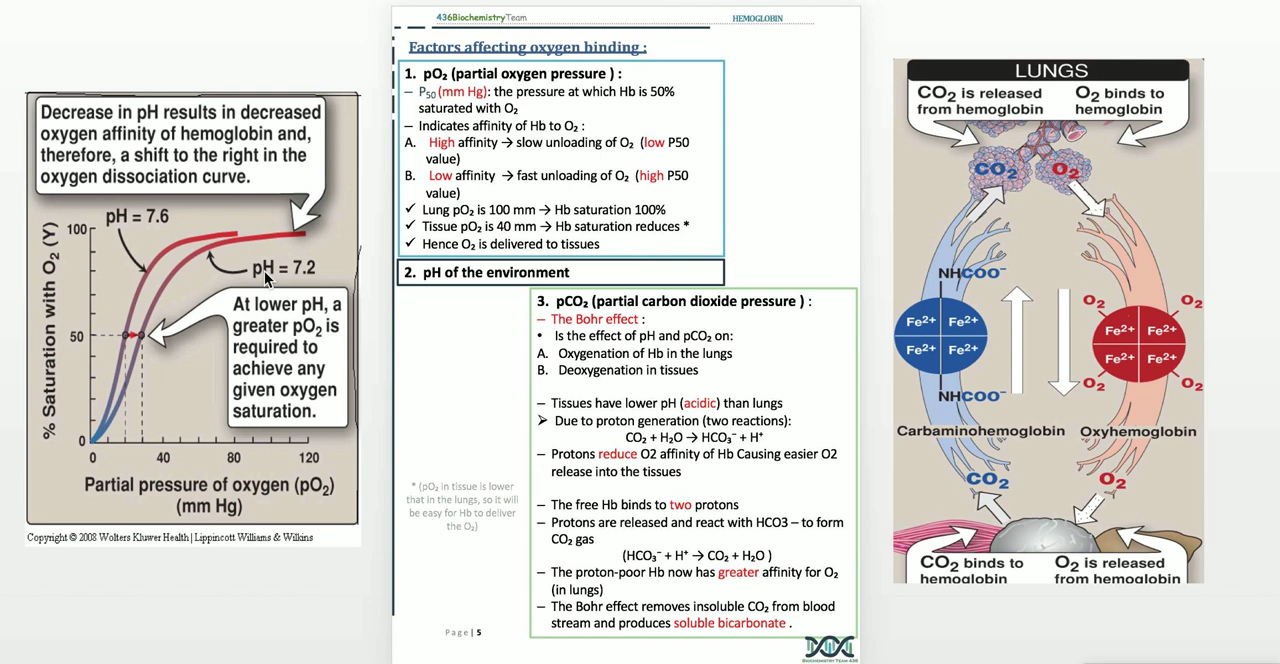 Decrease in pH results in decreased
oxygen affinity of hemoglobin and,
therefore, a shift to the right in the
oxygen dissociation curve.
pH = 7.6
pH = 7.2
At lower pH, a
greater pO₂ is
required to
achieve any
given oxygen
saturation.
% Saturation with O₂ (Y)
100
50
0
0 40 80 120
Partial pressure of oxygen (pO₂)
(mm Hg)
Copyright © 2008 Wolters Kluwer Health | Lippincott Williams & Wilkins
436BiochemistryTeam
HEMOGLOBIN
Factors affecting oxygen binding :
1. pO₂ (partial oxygen pressure ) :
– P₅₀ (mm Hg): the pressure at which Hb is 50%
saturated with O₂
– Indicates affinity of Hb to O₂ :
A. High affinity → slow unloading of O₂ (low P50
value)
B. Low affinity → fast unloading of O₂ (high P50
value)
✓ Lung pO₂ is 100 mm → Hb saturation 100%
✓ Tissue pO₂ is 40 mm → Hb saturation reduces *
✓ Hence O₂ is delivered to tissues
2. pH of the environment
3. pCO₂ (partial carbon dioxide pressure ) :
– The Bohr effect :
• Is the effect of pH and pCO₂ on:
A. Oxygenation of Hb in the lungs
B. Deoxygenation in tissues
– Tissues have lower pH (acidic) than lungs
➢ Due to proton generation (two reactions):
CO₂ + H₂O → HCO₃⁻ + H⁺
– Protons reduce O2 affinity of Hb Causing easier O2
release into the tissues
– The free Hb binds to two protons
– Protons are released and react with HCO3 – to form
CO₂ gas
(HCO₃⁻ + H⁺ → CO₂ + H₂O )
– The proton-poor Hb now has greater affinity for O₂
(in lungs)
– The Bohr effect removes insoluble CO₂ from blood
stream and produces soluble bicarbonate .
* (pO₂ in tissue is lower
that in the lungs, so it will
be easy for Hb to deliver
the O₂)
Page | 5
BIOCHEMISTRY TEAM 436
LUNGS
CO₂ is released
from hemoglobin
O₂ binds to
hemoglobin
CO₂ O₂
NHCOO⁻
O₂ O₂
Fe²⁺ Fe²⁺
Fe²⁺ Fe²⁺
Fe²⁺ Fe²⁺
Fe²⁺ Fe²⁺
O₂ O₂
NHCOO⁻
Carbaminohemoglobin Oxyhemoglobin
CO₂ O₂
CO₂ binds to
hemoglobin
O₂ is released
from hemoglobin